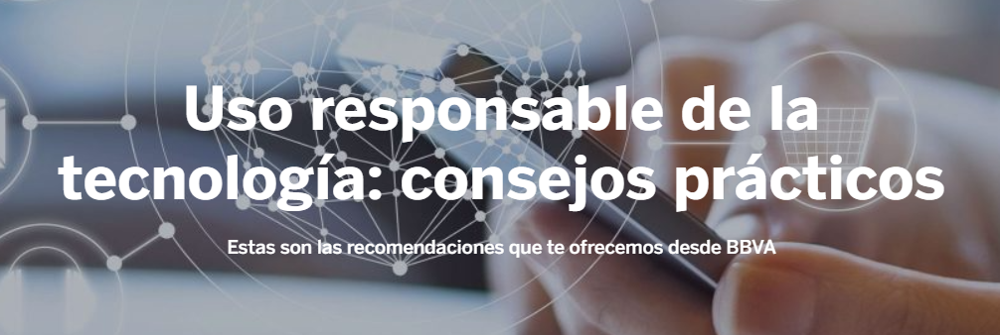 Uso responsable de la
tecnología: consejos prácticos
Estas son las recomendaciones que te ofrecemos desde BBVA